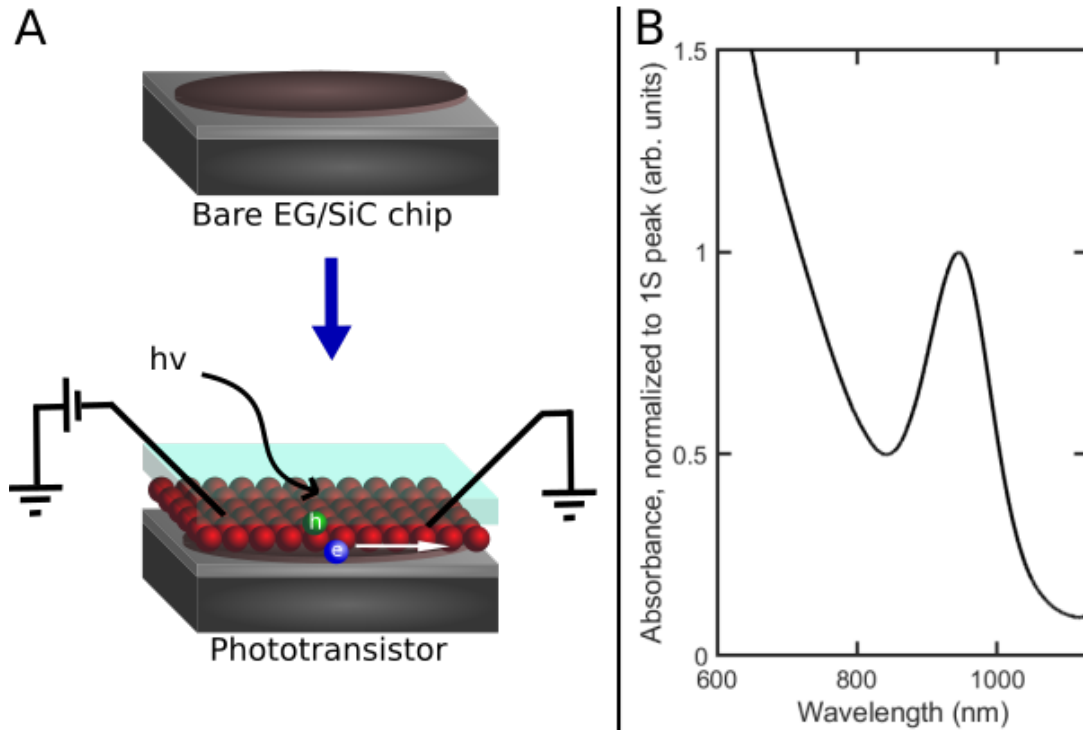 A
Bare EG/SiC chip
hv
h
e
Phototransistor
B
Absorbance, normalized to 1S peak (arb. units)
1.5
1
0.5
0
600
800
1000
Wavelength (nm)